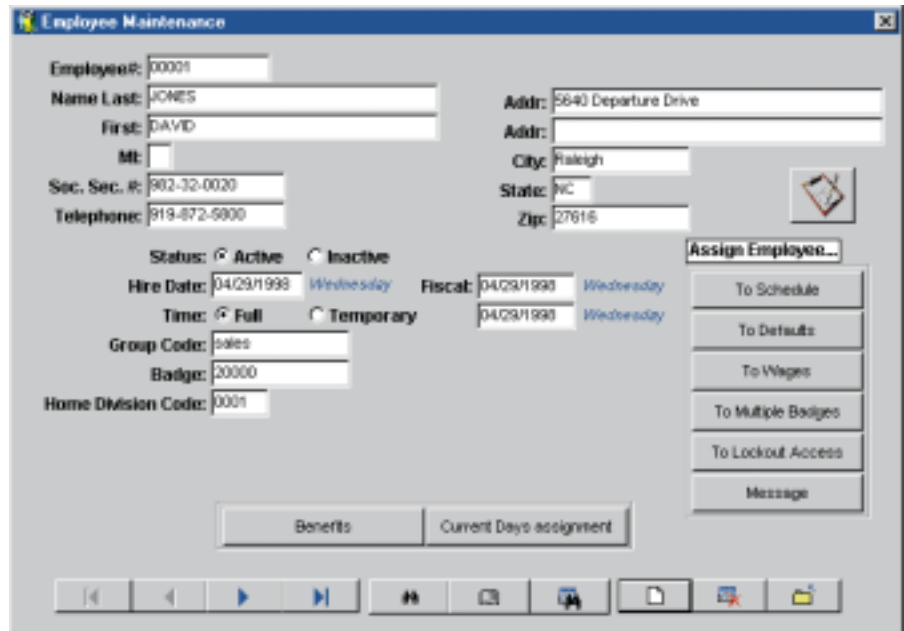 Employee Maintenance
Employee#: 00001
Name Last: JONES
First: DAVID
MI:
Soc. Sec. #: 982-32-0020
Telephone: 919-872-5800
Addr: 5640 Departure Drive
Addr:
City: Raleigh
State: NC
Zip: 27616
Status: Active Inactive
Hire Date: 04/29/1998 Wednesday Fiscal: 04/29/1998 Wednesday
Time: Full Temporary 04/29/1998 Wednesday
Group Code: sales
Badge: 20000
Home Division Code: 0001
Assign Employee...
To Schedule
To Defaults
To Wages
To Multiple Badges
To Lockout Access
Message
Benefits Current Days assignment